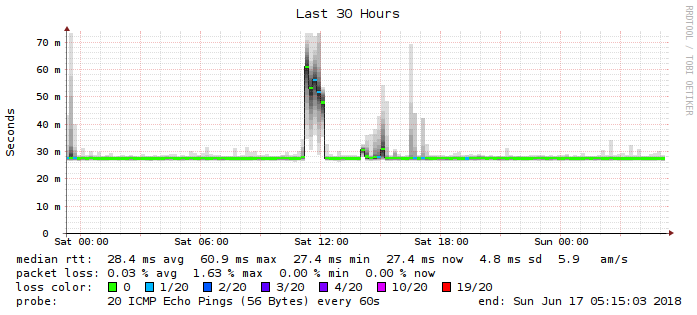 Last 30 Hours
RRDTOOL / TOBI OETIKER
Seconds
70 m
60 m
50 m
40 m
30 m
20 m
10 m
0
Sat 00:00 Sat 06:00 Sat 12:00 Sat 18:00 Sun 00:00
median rtt: 28.4 ms avg 60.9 ms max 27.4 ms min 27.4 ms now 4.8 ms sd 5.9 am/s
packet loss: 0.03 % avg 1.63 % max 0.00 % min 0.00 % now
loss color: 0 1/20 2/20 3/20 4/20 10/20 19/20
probe: 20 ICMP Echo Pings (56 Bytes) every 60s end: Sun Jun 17 05:15:03 2018